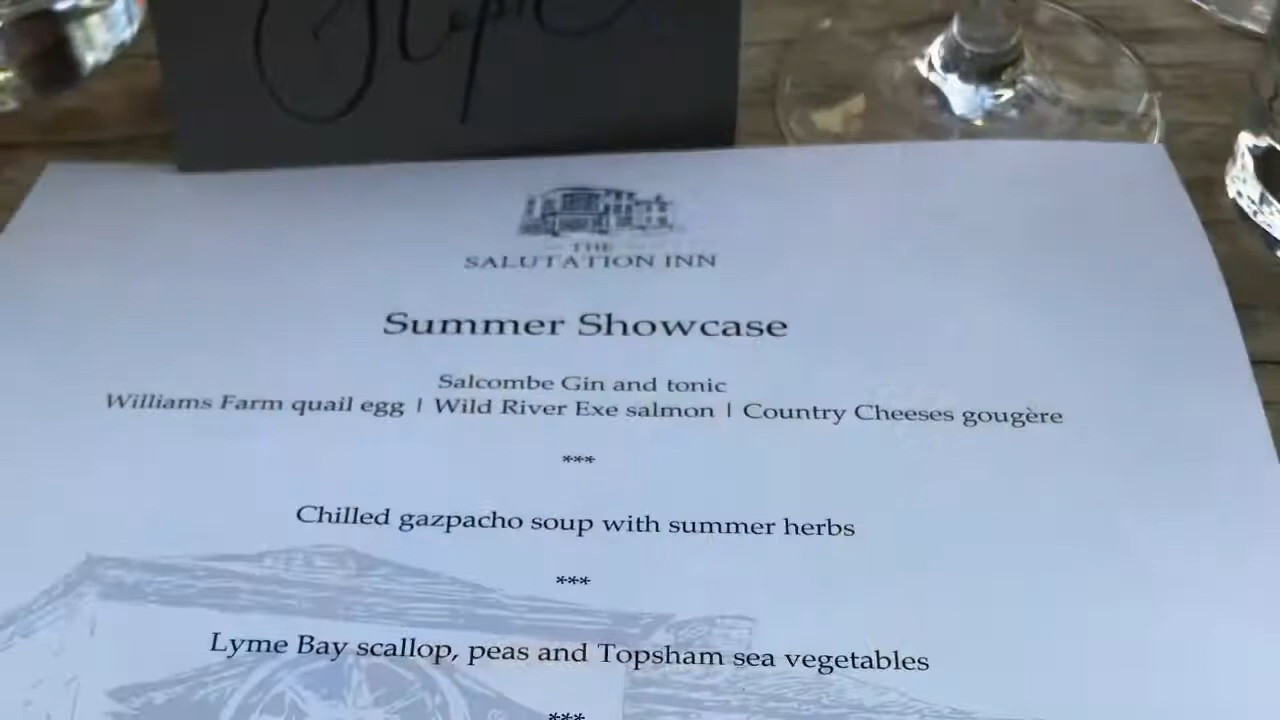 THE
SALUTATION INN
Summer Showcase
Salcombe Gin and tonic
Williams Farm quail egg | Wild River Exe salmon | Country Cheeses gougère
***
Chilled gazpacho soup with summer herbs
***
Lyme Bay scallop, peas and Topsham sea vegetables
***